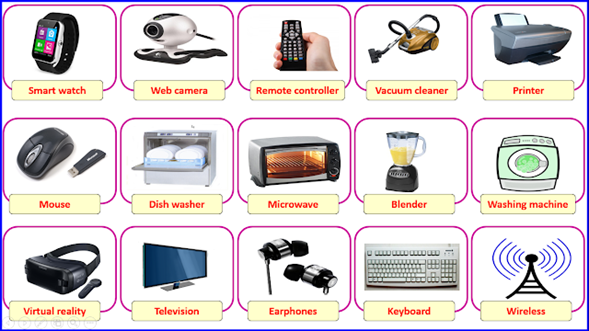 Smart watch
Web camera
Remote controller
Vacuum cleaner
Printer
Mouse
Dish washer
Microwave
Blender
Washing machine
Virtual reality
Television
Earphones
Keyboard
Wireless